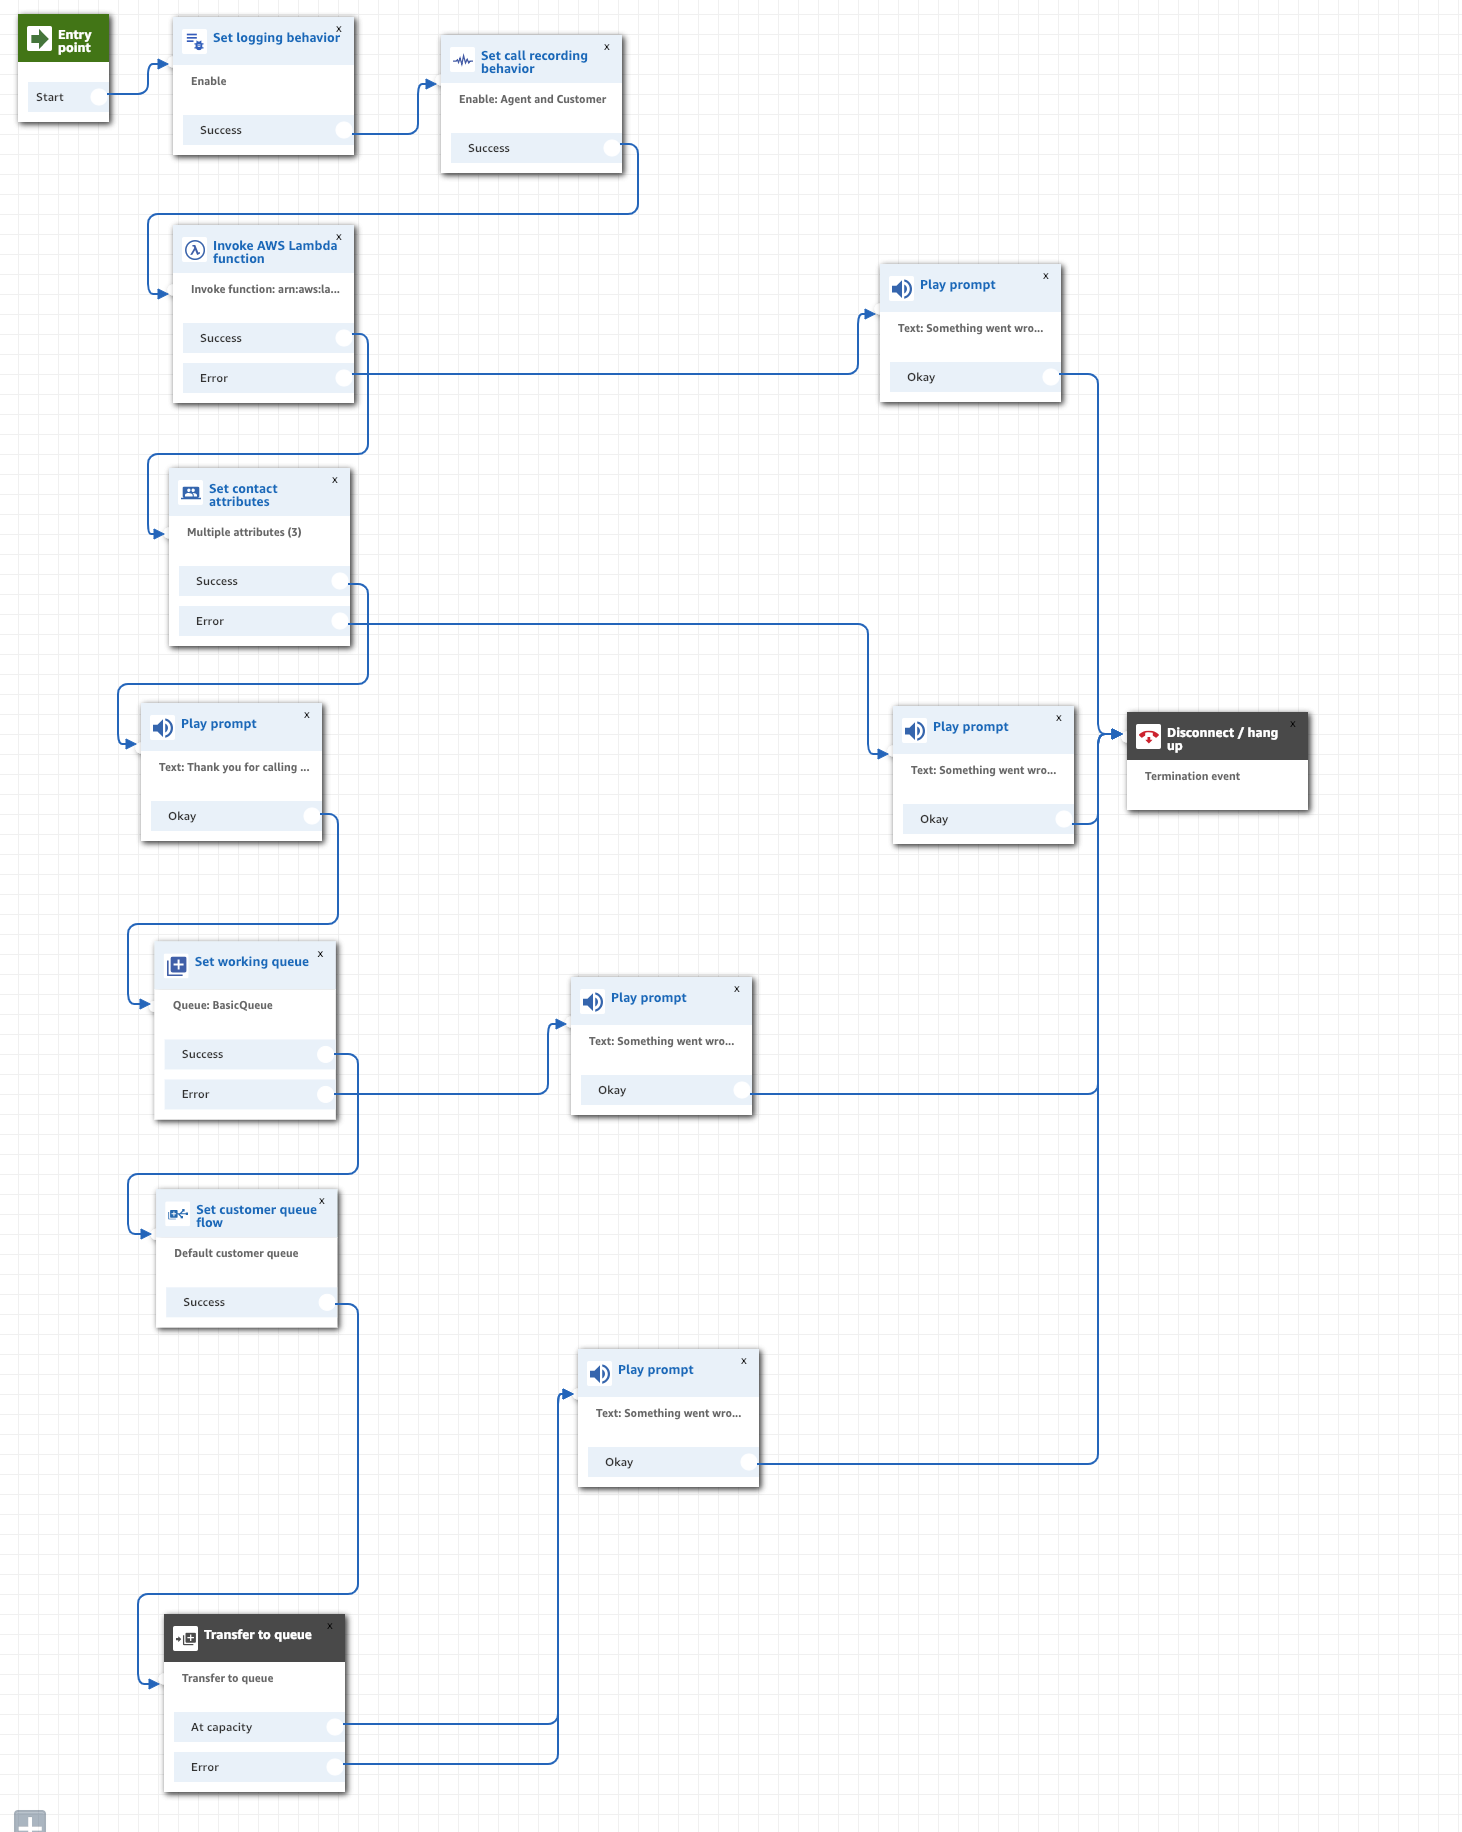 Entry
point
Start
x
Set logging behavior
Enable
Success
x
Set call recording
behavior
Enable: Agent and Customer
Success
x
Invoke AWS Lambda
function
Invoke function: arn:aws:la...
Success
Error
x
Play prompt
Text: Something went wro...
Okay
x
Set contact
attributes
Multiple attributes (3)
Success
Error
x
Play prompt
Text: Thank you for calling ...
Okay
x
Play prompt
Text: Something went wro...
Okay
x
Disconnect / hang
up
Termination event
x
Set working queue
Queue: BasicQueue
Success
Error
x
Play prompt
Text: Something went wro...
Okay
x
Set customer queue
flow
Default customer queue
Success
x
Play prompt
Text: Something went wro...
Okay
x
Transfer to queue
Transfer to queue
At capacity
Error